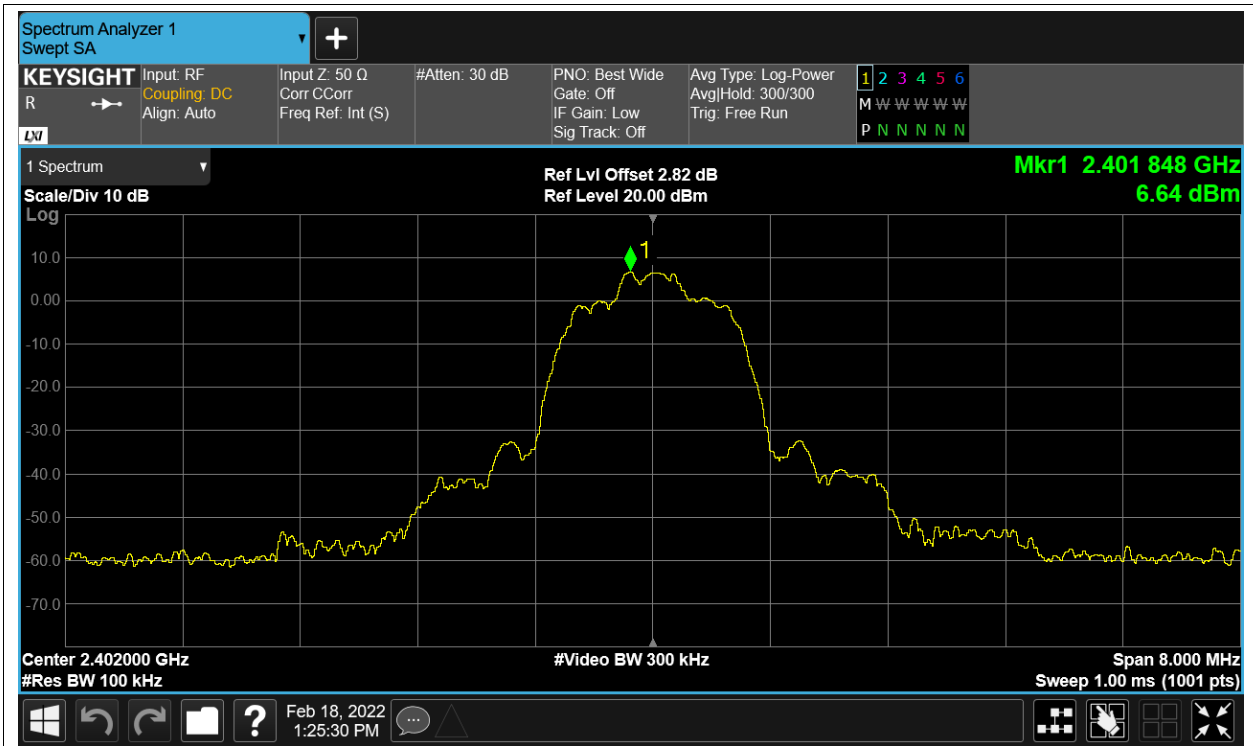 Spectrum Analyzer 1
Swept SA
KEYSIGHT
R
LXI
Input: RF
Coupling: DC
Align: Auto
Input Z: 50 Ω
Corr CCorr
Freq Ref: Int (S)
#Atten: 30 dB
PNO: Best Wide
Gate: Off
IF Gain: Low
Sig Track: Off
Avg Type: Log-Power
Avg|Hold: 300/300
Trig: Free Run
1 2 3 4 5 6
M W W W W W W
P N N N N N N
1 Spectrum
Scale/Div 10 dB
Log
Ref Lvl Offset 2.82 dB
Ref Level 20.00 dBm
Mkr1 2.401 848 GHz
6.64 dBm
1
10.0
0.00
-10.0
-20.0
-30.0
-40.0
-50.0
-60.0
-70.0
Center 2.402000 GHz
#Video BW 300 kHz
Span 8.000 MHz
#Res BW 100 kHz
Sweep 1.00 ms (1001 pts)
?
Feb 18, 2022
1:25:30 PM